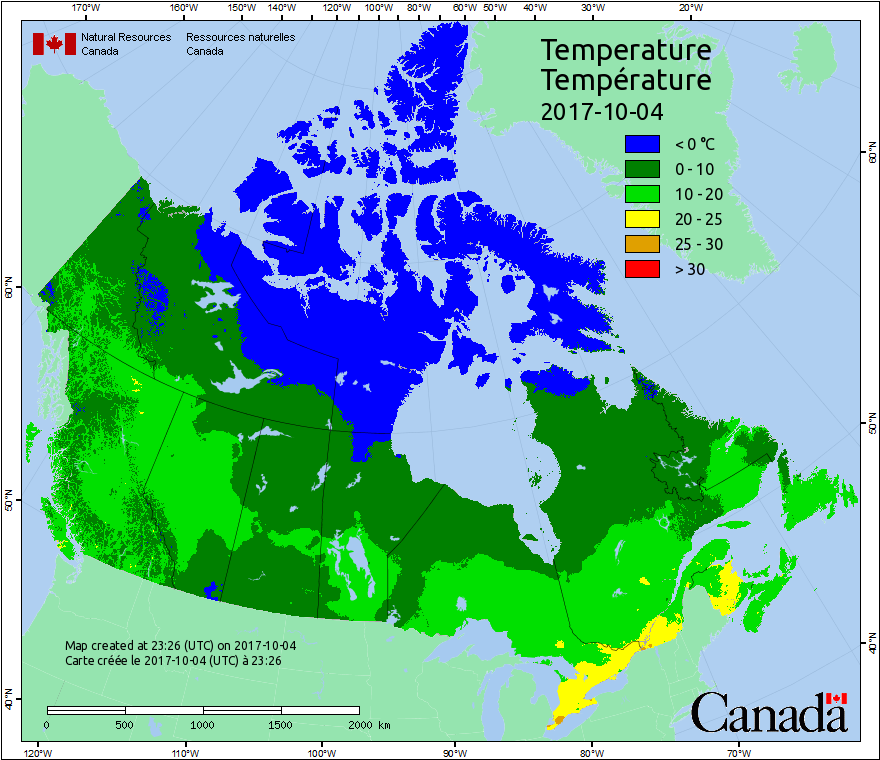 170°W 160°W 150°W 140°W 130°W 120°W 110°W 100°W 90°W 80°W 60°W 50°W 40°W 30°W 20°W
Natural Resources Ressources naturelles
Canada Canada
Temperature
Température
2017-10-04
< 0 °C
0 - 10
10 - 20
20 - 25
25 - 30
> 30
60°N
60°N
50°N
50°N
40°N
40°N
Map created at 23:26 (UTC) on 2017-10-04
Carte créée le 2017-10-04 (UTC) à 23:26
0 500 1000 1500 2000 km
Canada
120°W 110°W 100°W 90°W 80°W 70°W